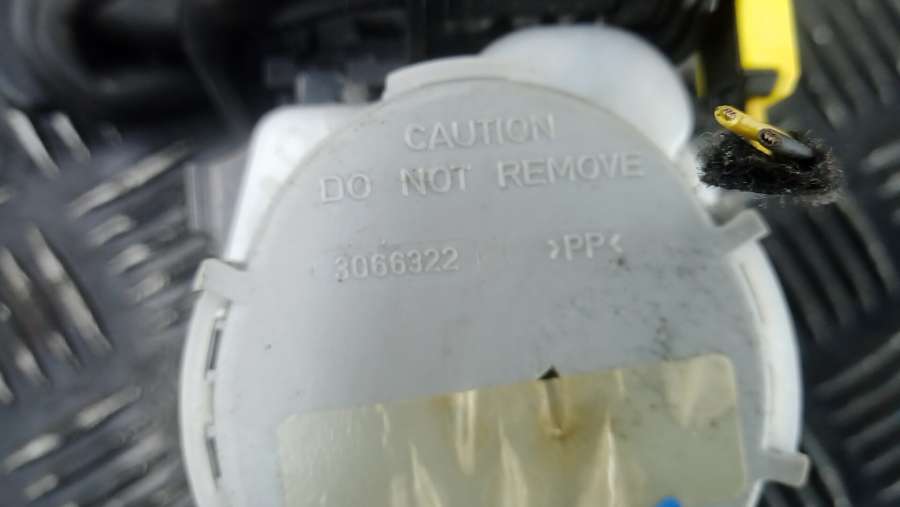 CAUTION
DO NOT REMOVE
3066322 >PP<